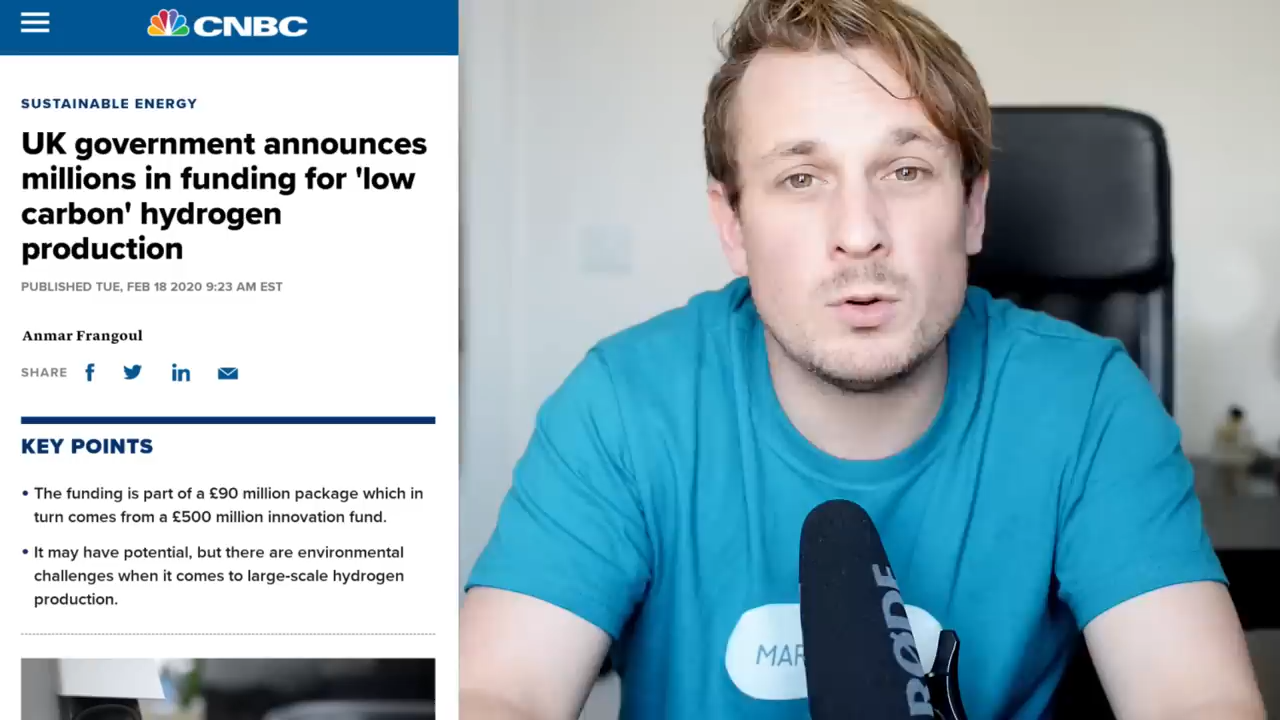 CNBC
SUSTAINABLE ENERGY
UK government announces
millions in funding for 'low
carbon' hydrogen
production
PUBLISHED TUE, FEB 18 2020 9:23 AM EST
Anmar Frangoul
SHARE
KEY POINTS
• The funding is part of a £90 million package which in
turn comes from a £500 million innovation fund.
• It may have potential, but there are environmental
challenges when it comes to large-scale hydrogen
production.
MAR
RØDE